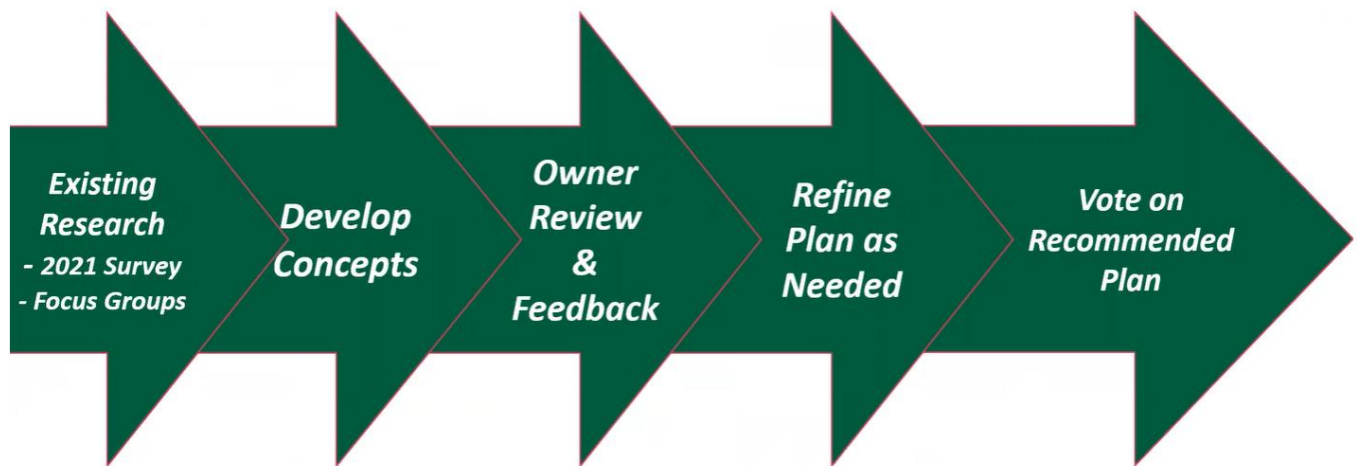 Existing
Research
- 2021 Survey
- Focus Groups
Develop
Concepts
Owner
Review
&
Feedback
Refine
Plan as
Needed
Vote on
Recommended
Plan